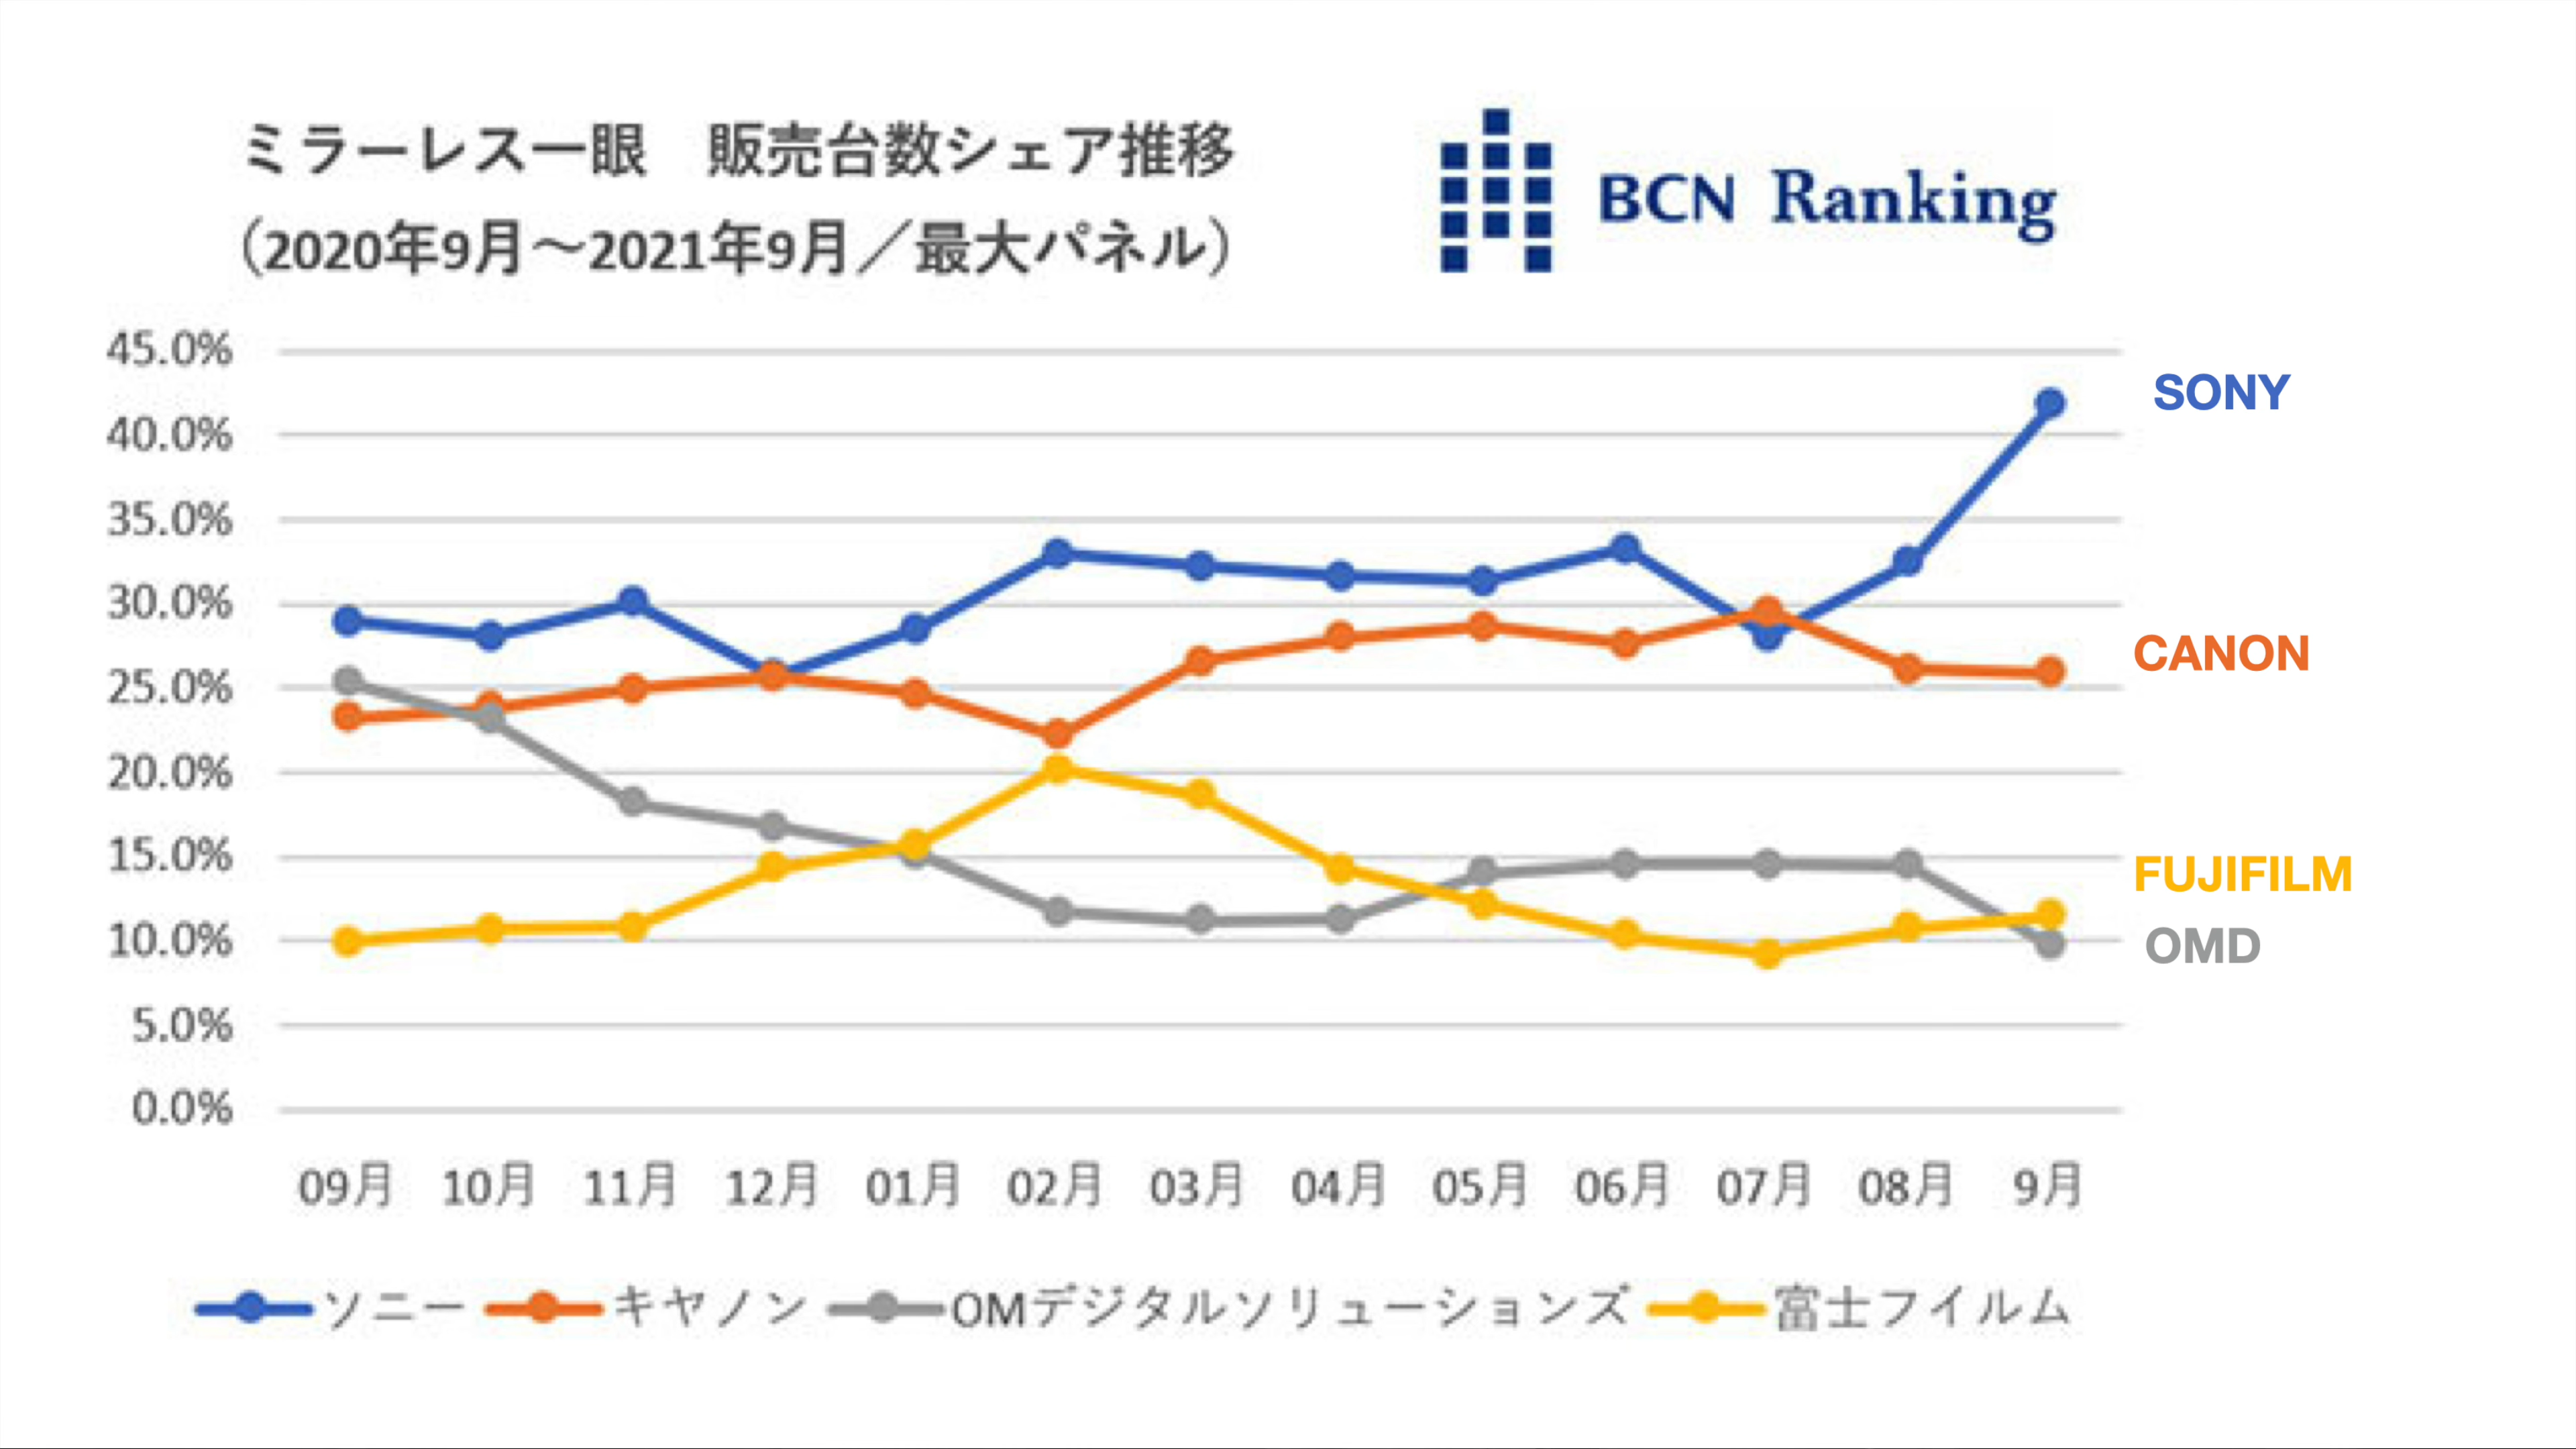 ミラーレス一眼　販売台数シェア推移
（2020年9月～2021年9月／最大パネル）
BCN Ranking
45.0%
40.0%
35.0%
30.0%
25.0%
20.0%
15.0%
10.0%
5.0%
0.0%
SONY
CANON
FUJIFILM
OMD
09月 10月 11月 12月 01月 02月 03月 04月 05月 06月 07月 08月 9月
ソニー キヤノン OMデジタルソリューションズ 富士フイルム